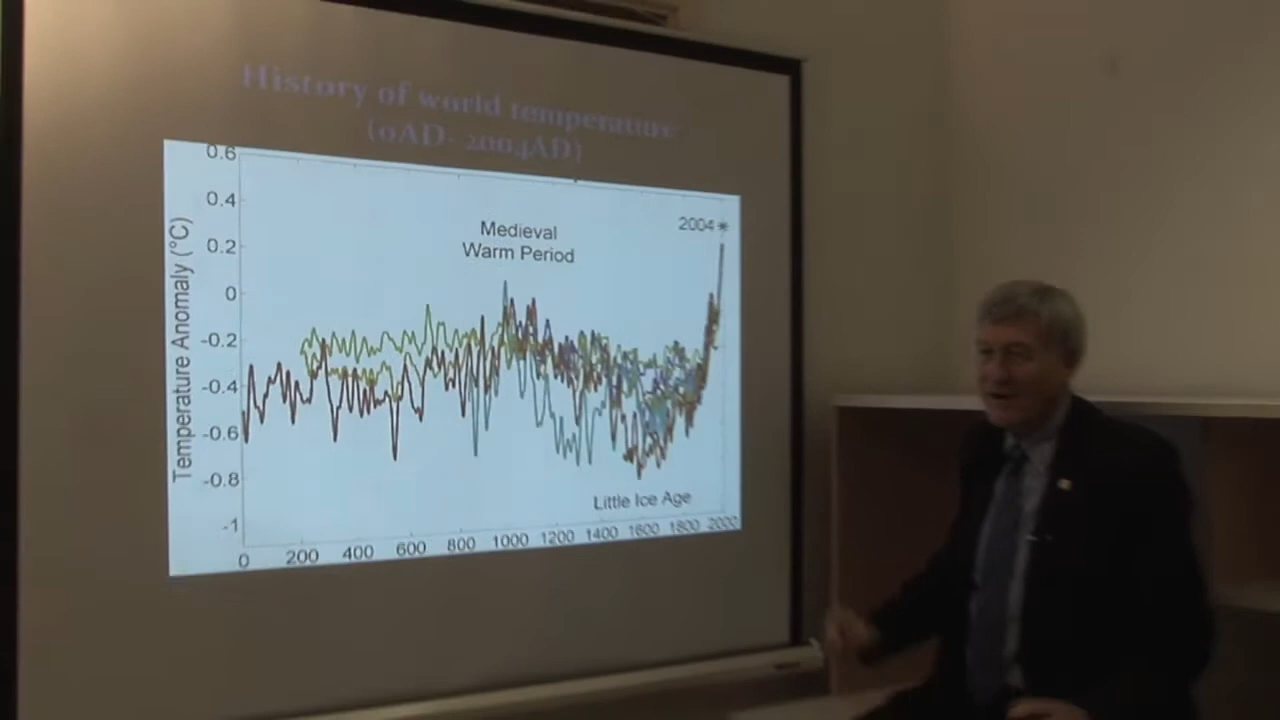 History of world temperature
(0AD- 2004AD)
0.6
0.4
0.2
0
-0.2
-0.4
-0.6
-0.8
-1
Temperature Anomaly (°C)
Medieval
Warm Period
2004*
Little Ice Age
0 200 400 600 800 1000 1200 1400 1600 1800 2000